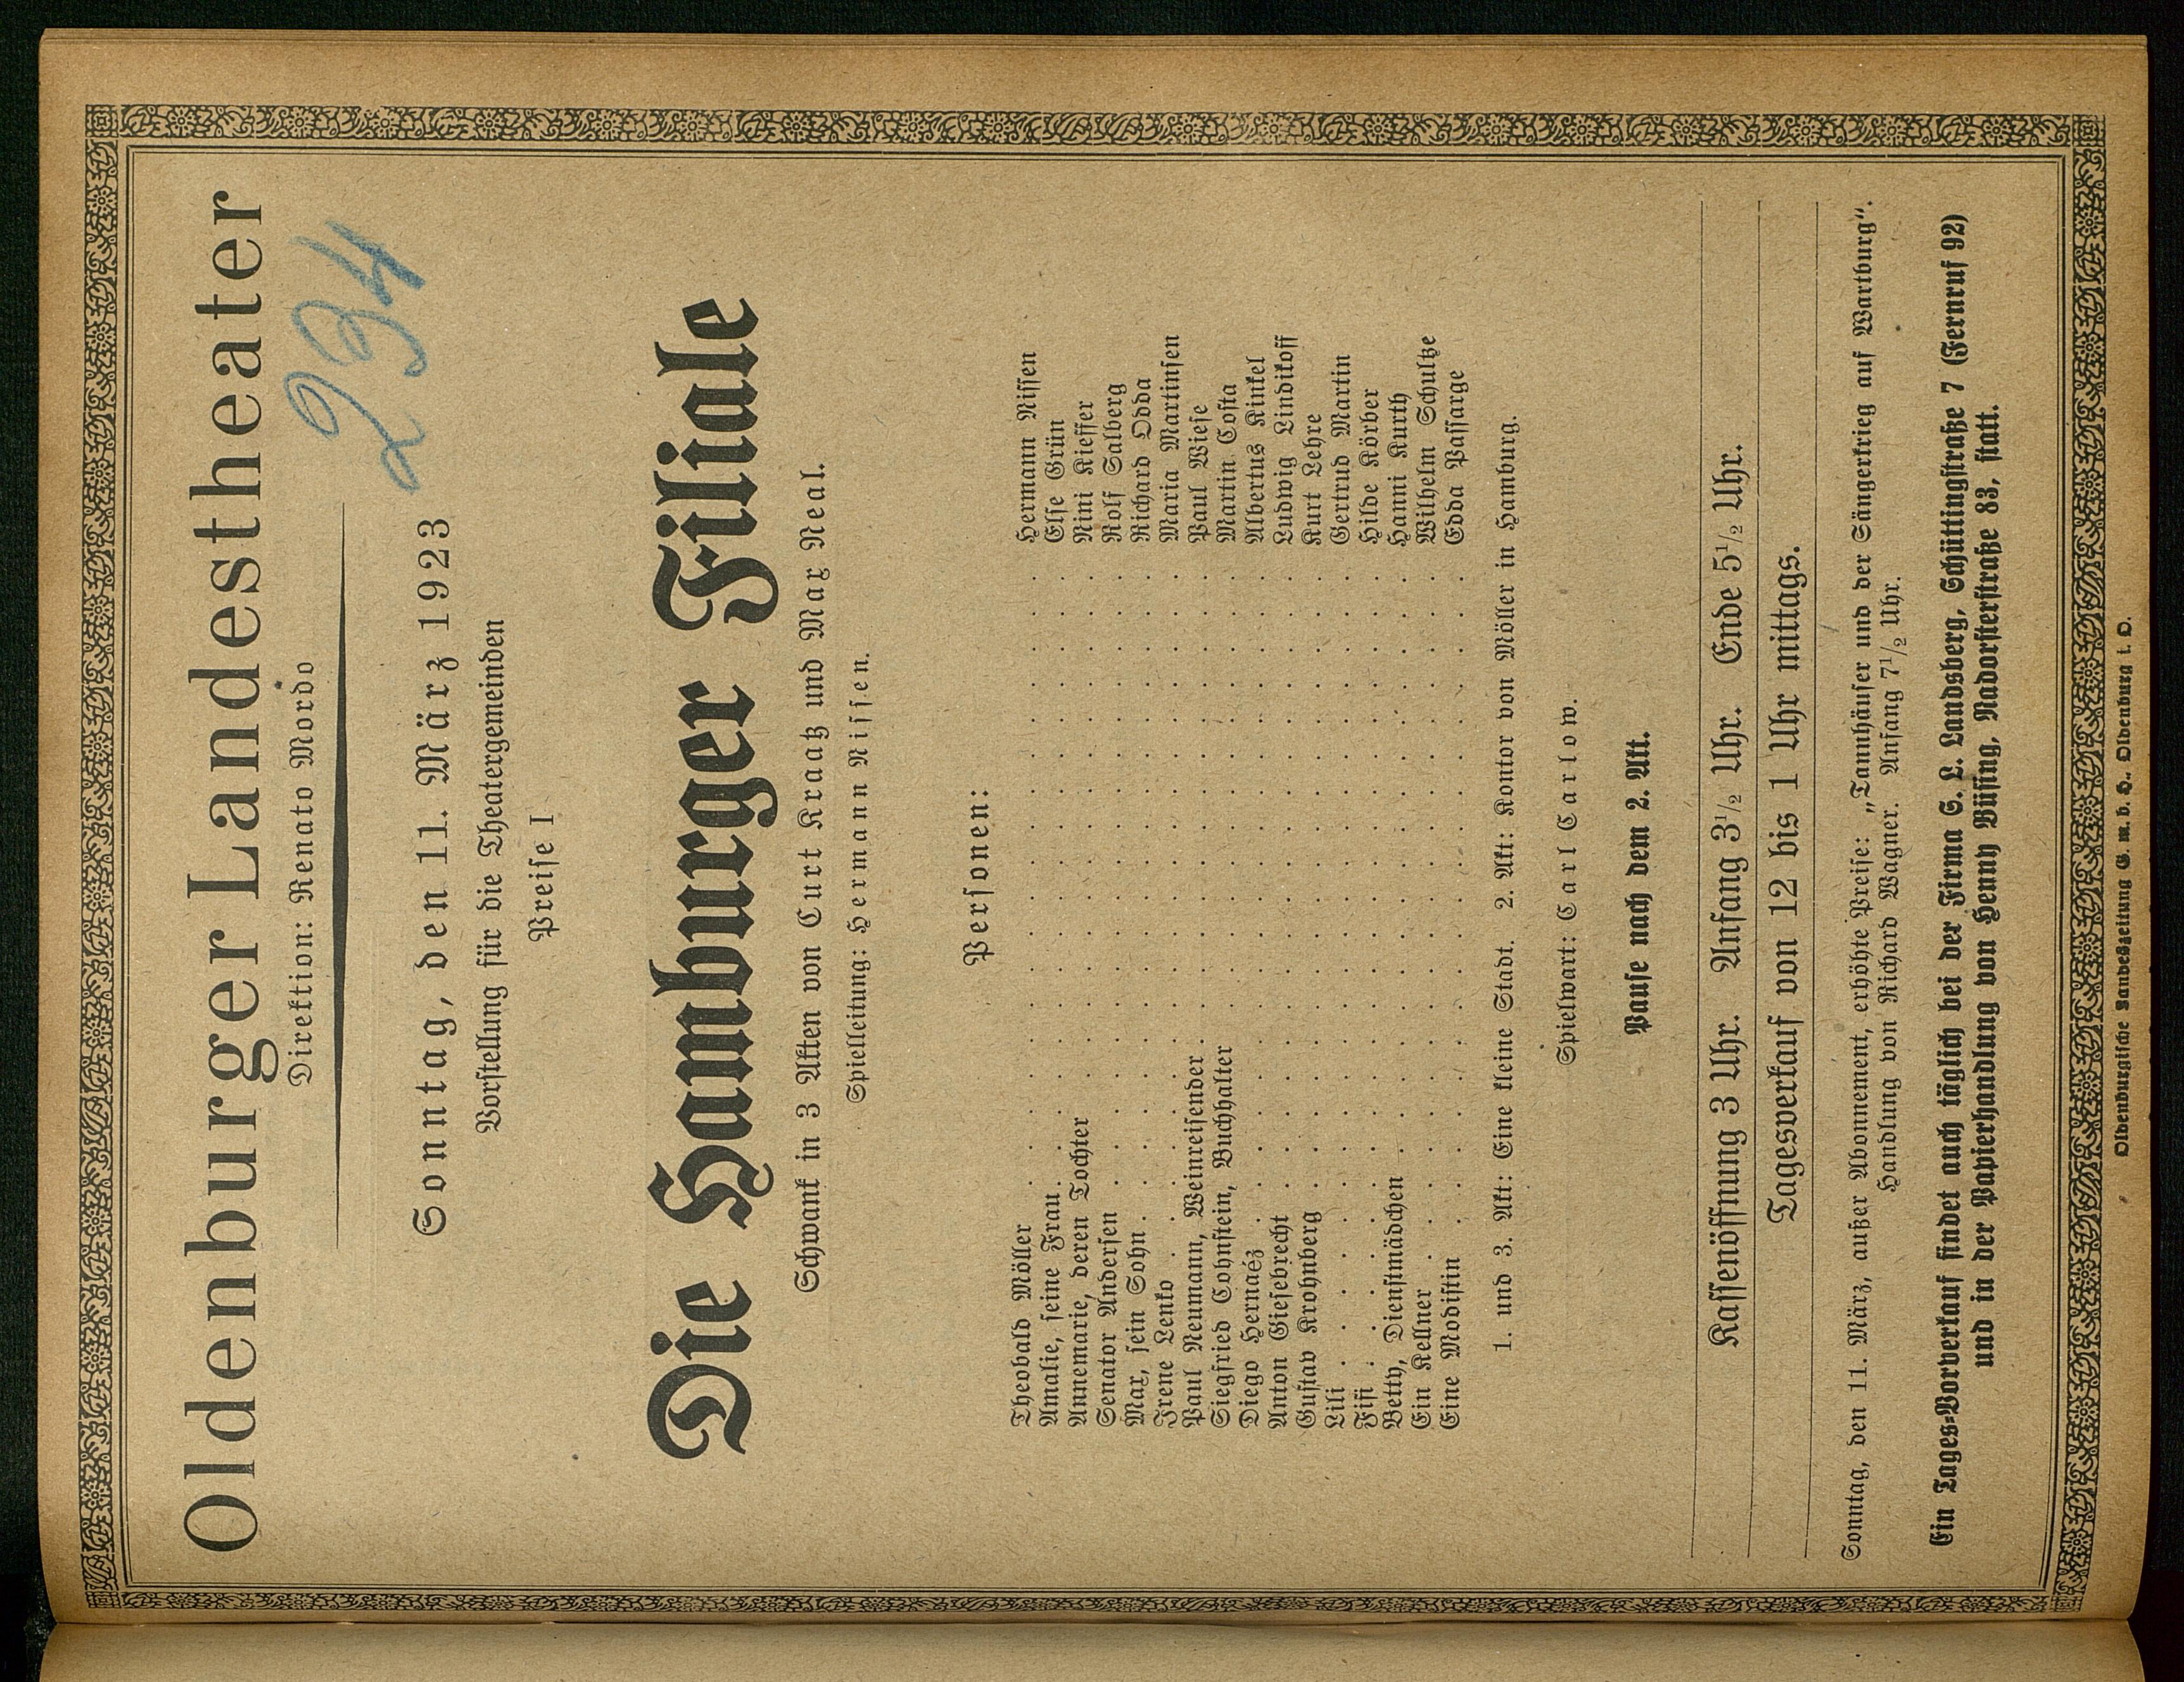 Oldenburger Landestheater
Direktion: Renato Mordo
234
Sonntag, den 11. März 1923
Vorstellung für die Theatergemeinden
Preise I
Die Hamburger Filiale
Schwank in 3 Akten von Curt Kraatz und Max Neal.
Spielleitung: Hermann Nissen.
Personen:
Theobald Möller . . . . . . . . . . Hermann Nissen
Amalie, seine Frau . . . . . . . . . . Else Grün
Annemarie, deren Tochter . . . . . . . . . . Nini Kieffer
Senator Andersen . . . . . . . . . . Rolf Salberg
Max, sein Sohn . . . . . . . . . . Richard Odda
Irene Lenko . . . . . . . . . . Maria Martinsen
Paul Neumann, Weinreisender . . . . . . . . . . Paul Wiese
Siegfried Cohnstein, Buchhalter . . . . . . . . . . Martin Costa
Diego Hernaéz . . . . . . . . . . Albertus Kinkel
Anton Giesebrecht . . . . . . . . . . Ludwig Lindikoff
Gustav Krohnberg . . . . . . . . . . Kurt Lehre
Lili . . . . . . . . . . Gertrud Martin
Fifi . . . . . . . . . . Hilde Körber
Betty, Dienstmädchen . . . . . . . . . . Hanni Kurth
Ein Kellner . . . . . . . . . . Wilhelm Schultze
Eine Modistin . . . . . . . . . . Edda Passarge
1. und 3. Akt: Eine kleine Stadt. 2. Akt: Kontor von Möller in Hamburg.
Spielwart: Carl Carlow.
Pause nach dem 2. Akt.
Kassenöffnung 3 Uhr. Anfang 3½ Uhr. Ende 5½ Uhr.
Tagesverkauf von 12 bis 1 Uhr mittags.
Sonntag, den 11. März, außer Abonnement, erhöhte Preise: „Tannhäuser und der Sängerkrieg auf Wartburg“.
Handlung von Richard Wagner. Anfang 7½ Uhr.
Ein Tages-Vorverkauf findet auch täglich bei der Firma G. L. Landsberg, Schüttingstraße 7 (Fernruf 92)
und in der Papierhandlung von Henny Büsing, Nadorsterstraße 83, statt.
Oldenburgische Landeszeitung G. m. b. H., Oldenburg i. O.